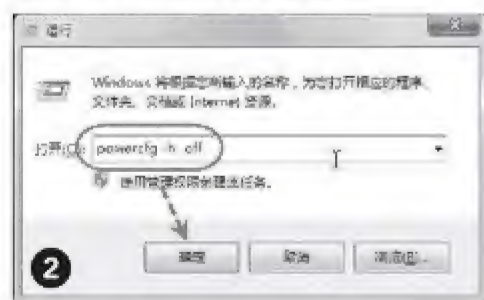 运行
Windows 将根据您所输入的名称，为您打开相应的程序、
文件夹、文档或 Internet 资源。
打开(O): powercfg -h off
使用管理权限创建此任务。
2
确定 取消 浏览(B)...